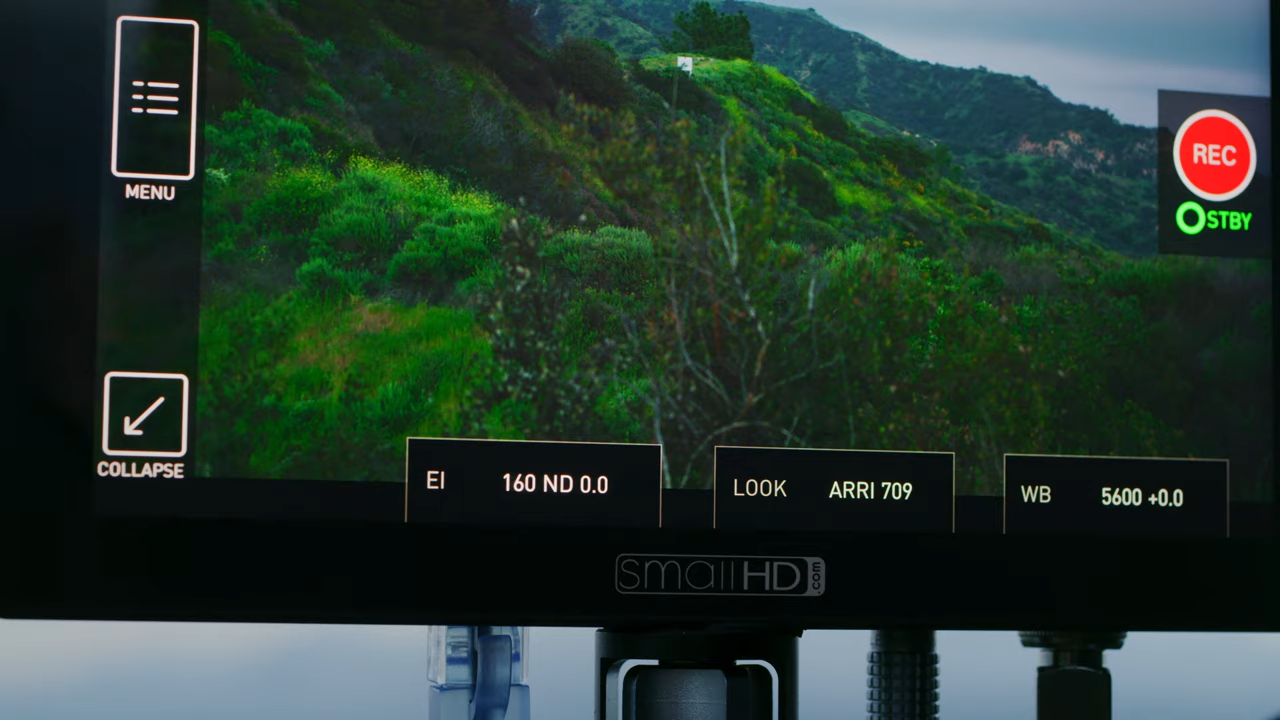 MENU
REC
STBY
COLLAPSE
EI 160 ND 0.0
LOOK ARRI 709
WB 5600 +0.0
smallHD.com